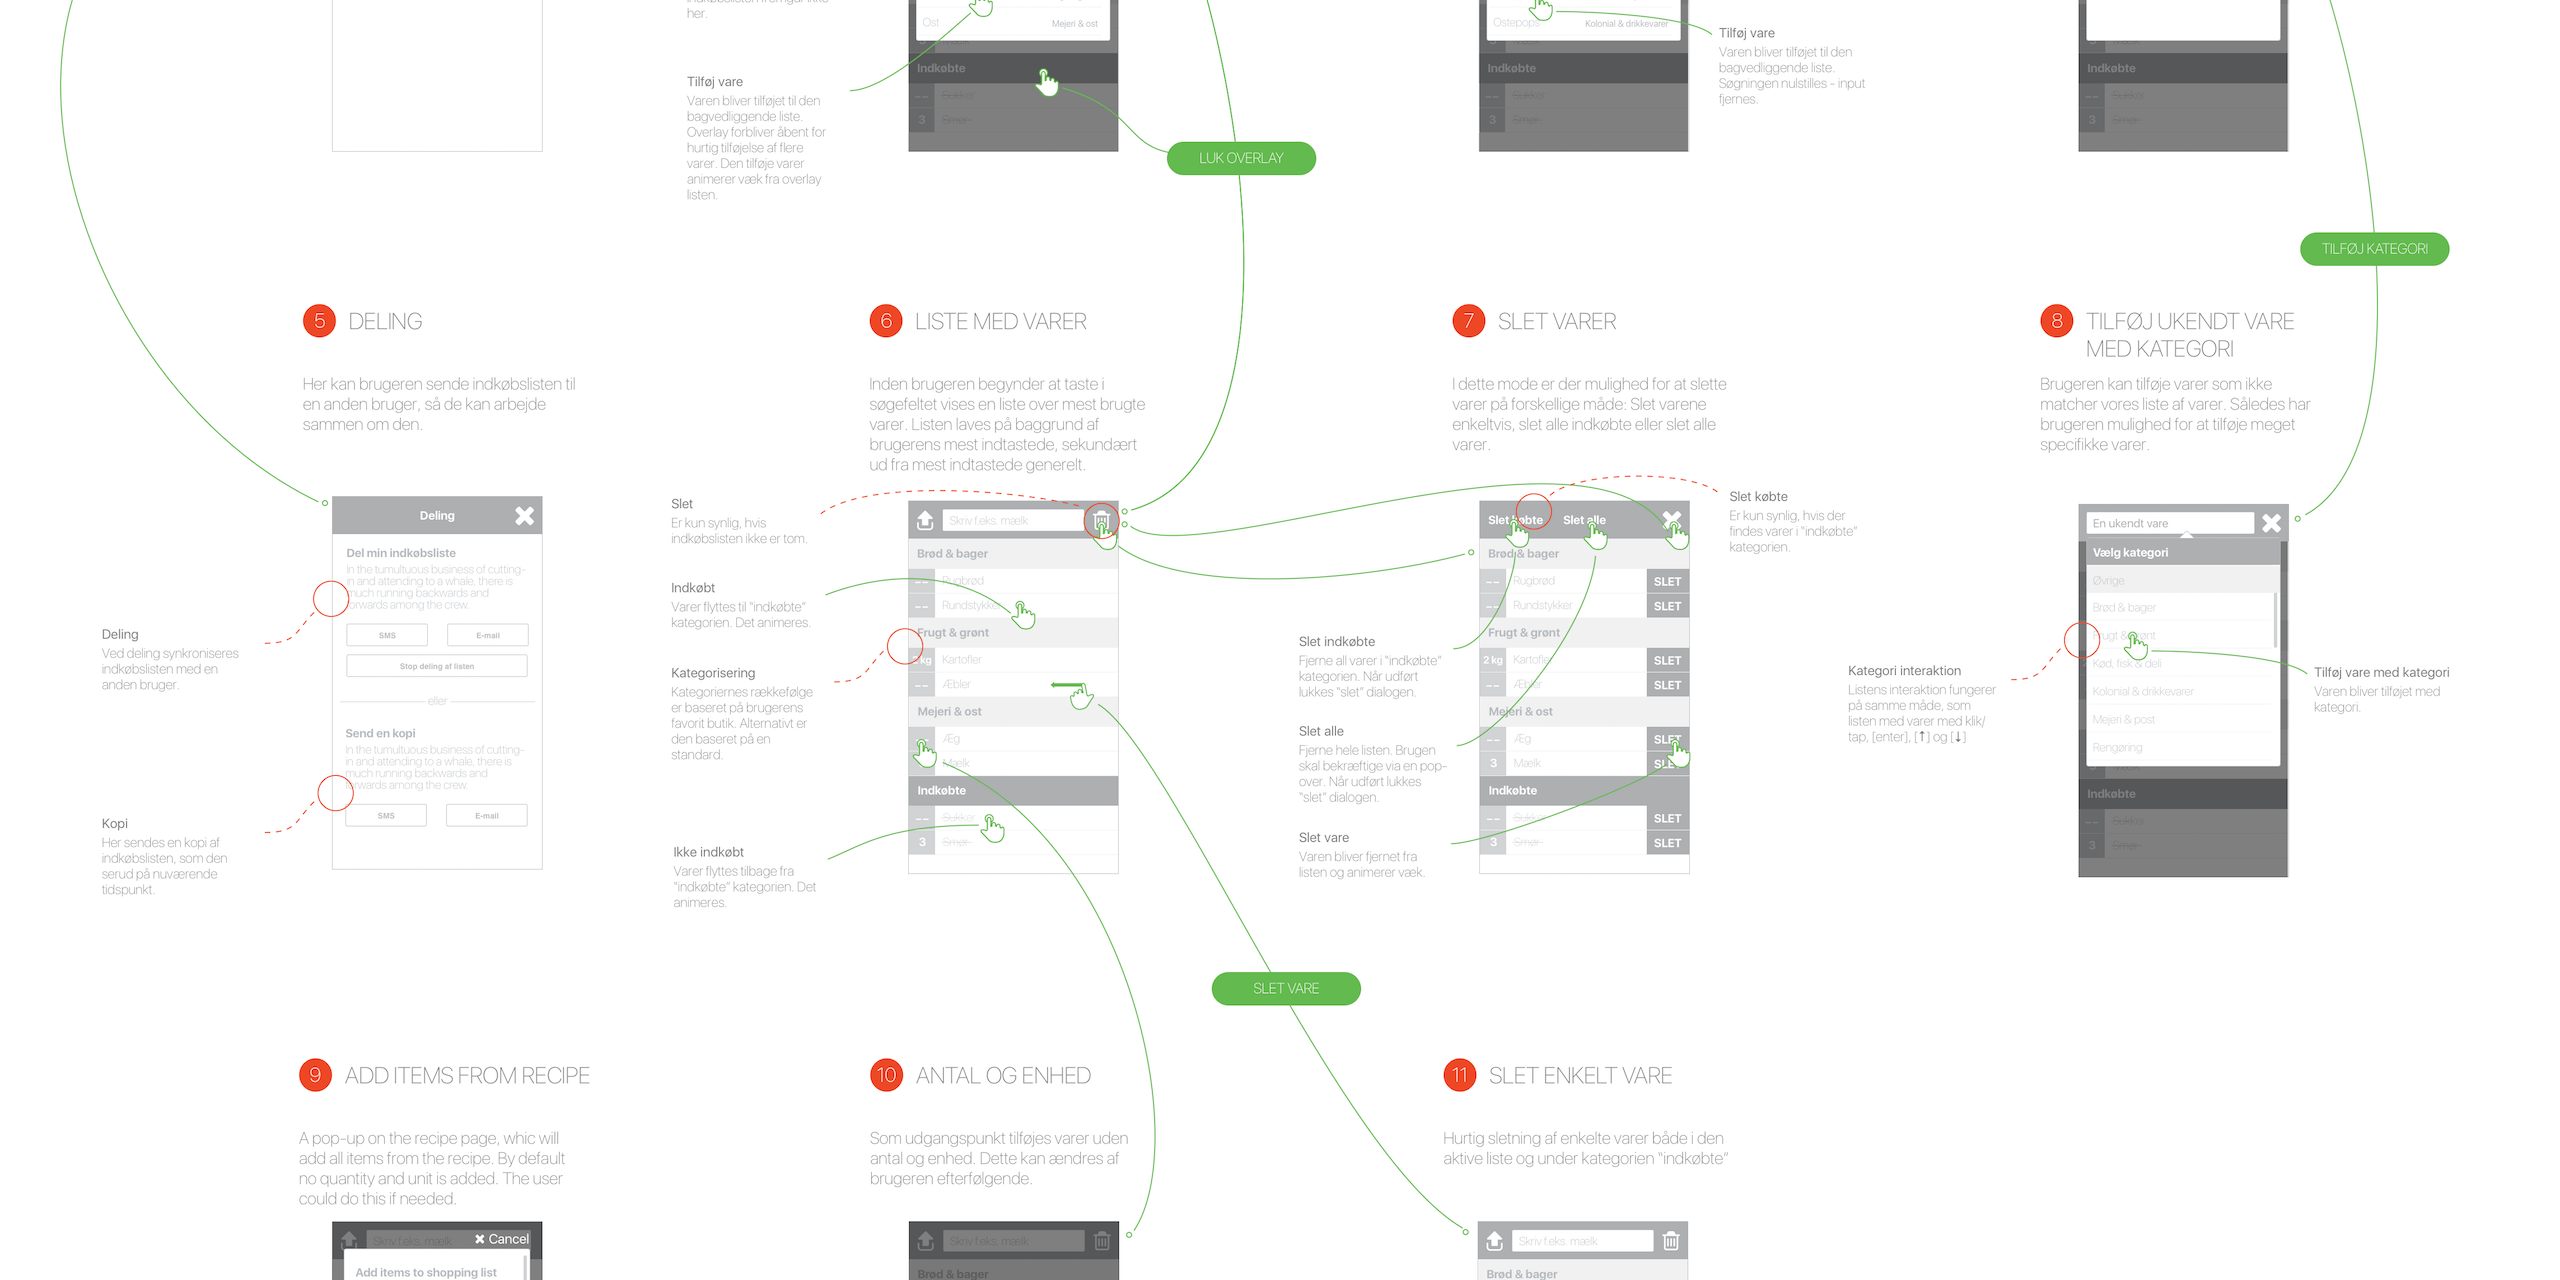 her.
Tilføj vare
Varen bliver tilføjet til den
bagvedliggende liste.
Overlay forbliver åbent for
hurtig tilføjelse af flere
varer. Den tilføje varer
animerer væk fra overlay
listen.
Ost
Mejeri & ost
Indkøbte
-- Sukker
3 Smør
LUK OVERLAY
Ostepops
Kolonial & drikkevarer
Indkøbte
-- Sukker
3 Smør
Tilføj vare
Varen bliver tilføjet til den
bagvedliggende liste.
Søgningen nulstilles - input
fjernes.
Indkøbte
-- Sukker
3 Smør
TILFØJ KATEGORI
5 DELING
Her kan brugeren sende indkøbslisten til
en anden bruger, så de kan arbejde
sammen om den.
Deling
Del min indkøbsliste
In the tumultuous business of cutting-
in and attending to a whale, there is
much running backwards and
forwards among the crew.
SMS
E-mail
Stop deling af listen
eller
Send en kopi
In the tumultuous business of cutting-
in and attending to a whale, there is
much running backwards and
forwards among the crew.
SMS
E-mail
Deling
Ved deling synkroniseres
indkøbslisten med en
anden bruger.
Kopi
Her sendes en kopi af
indkøbslisten, som den
serud på nuværende
tidspunkt.
6 LISTE MED VARER
Inden brugeren begynder at taste i
søgefeltet vises en liste over mest brugte
varer. Listen laves på baggrund af
brugerens mest indtastede, sekundært
ud fra mest indtastede generelt.
Slet
Er kun synlig, hvis
indkøbslisten ikke er tom.
Indkøbt
Varer flyttes til "indkøbte"
kategorien. Det animeres.
Kategorisering
Kategoriernes rækkefølge
er baseret på brugerens
favorit butik. Alternativt er
den baseret på en
standard.
Ikke indkøbt
Varer flyttes tilbage fra
"indkøbte" kategorien. Det
animeres.
Skriv f.eks. mælk
Brød & bager
-- Rugbrød
-- Rundstykker
Frugt & grønt
2 kg Kartofler
-- Æbler
Mejeri & ost
Æg
Mælk
Indkøbte
-- Sukker
3 Smør
7 SLET VARER
I dette mode er der mulighed for at slette
varer på forskellige måde: Slet varene
enkeltvis, slet alle indkøbte eller slet alle
varer.
Slet købte
Slet alle
Brød & bager
-- Rugbrød SLET
-- Rundstykker SLET
Frugt & grønt
2 kg Kartofler SLET
-- Æbler SLET
Mejeri & ost
-- Æg SLET
3 Mælk SLET
Indkøbte
-- Sukker SLET
3 Smør SLET
Slet købte
Er kun synlig, hvis der
findes varer i "indkøbte"
kategorien.
Slet indkøbte
Fjerne all varer i "indkøbte"
kategorien. Når udført
lukkes "slet" dialogen.
Slet alle
Fjerne hele listen. Brugen
skal bekræftige via en pop-
over. Når udført lukkes
"slet" dialogen.
Slet vare
Varen bliver fjernet fra
listen og animerer væk.
8 TILFØJ UKENDT VARE
MED KATEGORI
Brugeren kan tilføje varer som ikke
matcher vores liste af varer. Således har
brugeren mulighed for at tilføje meget
specifikke varer.
En ukendt vare
Vælg kategori
Øvrige
Brød & bager
Frugt & grønt
Kød, fisk & deli
Kolonial & drikkevarer
Mejeri & post
Rengøring
Indkøbte
-- Sukker
3 Smør
Kategori interaktion
Listens interaktion fungerer
på samme måde, som
listen med varer med klik/
tap, [enter], [↑] og [↓]
Tilføj vare med kategori
Varen bliver tilføjet med
kategori.
SLET VARE
9 ADD ITEMS FROM RECIPE
A pop-up on the recipe page, whic will
add all items from the recipe. By default
no quantity and unit is added. The user
could do this if needed.
Skriv f.eks. mælk
Cancel
Add items to shopping list
10 ANTAL OG ENHED
Som udgangspunkt tilføjes varer uden
antal og enhed. Dette kan ændres af
brugeren efterfølgende.
Skriv f.eks. mælk
Brød & bager
11 SLET ENKELT VARE
Hurtig sletning af enkelte varer både i den
aktive liste og under kategorien "indkøbte"
Skriv f.eks. mælk
Brød & bager